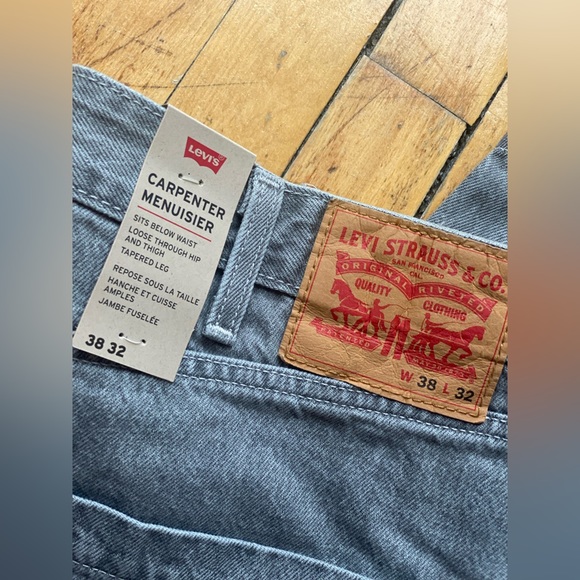 Levi's
CARPENTER
MENUISIER
SITS BELOW WAIST
LOOSE THROUGH HIP
AND THIGH
TAPERED LEG
REPOSE SOUS LA TAILLE
HANCHE ET CUISSE
AMPLES
JAMBE FUSELÉE
38 32
LEVI STRAUSS & CO.
SAN FRANCISCO
CAL.
ORIGINAL RIVETED
QUALITY CLOTHING
W 38 L 32